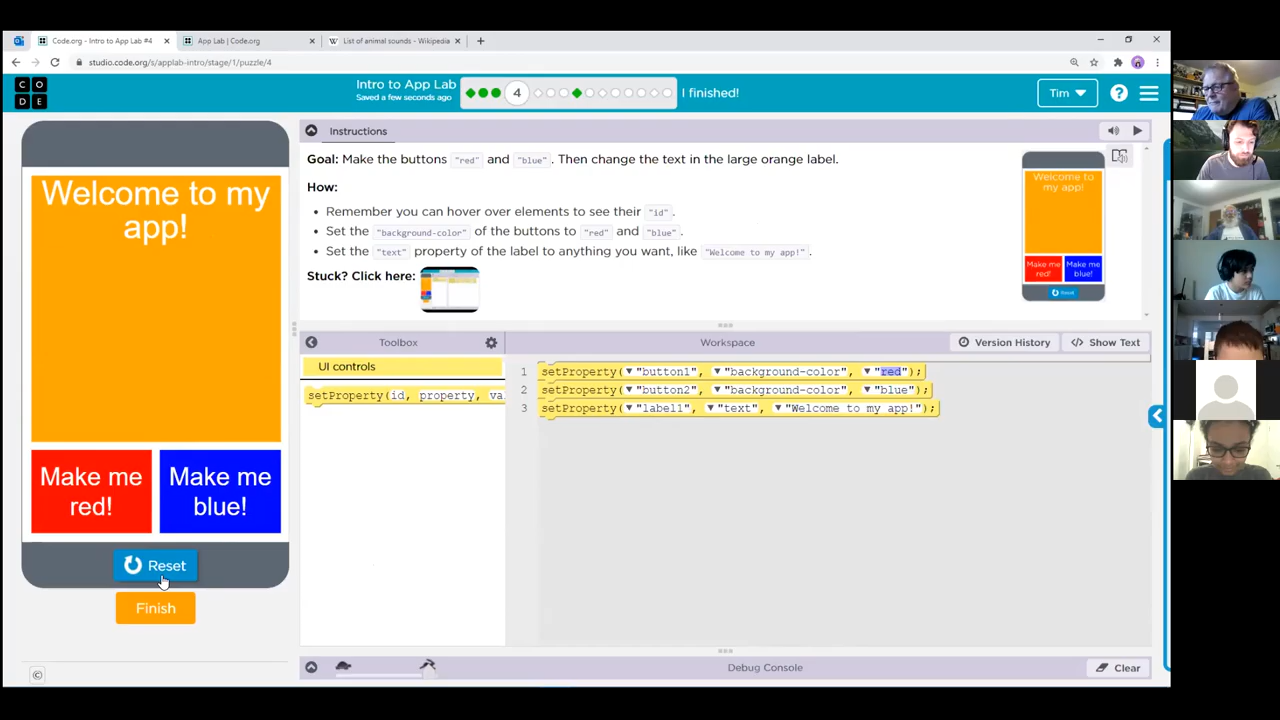 Code.org - Intro to App Lab #4
App Lab | Code.org
List of animal sounds - Wikipedia
studio.code.org/s/applab-intro/stage/1/puzzle/4
C O
D E
Intro to App Lab
Saved a few seconds ago
4
I finished!
Tim
?
Instructions
Goal: Make the buttons "red" and "blue". Then change the text in the large orange label.
How:
Remember you can hover over elements to see their "id".
Set the "background-color" of the buttons to "red" and "blue".
Set the "text" property of the label to anything you want, like "Welcome to my app!".
Stuck? Click here:
Welcome to my app!
Make me red!
Make me blue!
Reset
Welcome to my
app!
Make me
red!
Make me
blue!
Reset
Finish
Toolbox
Workspace
Version History
</> Show Text
UI controls
setProperty(id, property, va
1 setProperty("button1", "background-color", "red");
2 setProperty("button2", "background-color", "blue");
3 setProperty("label1", "text", "Welcome to my app!");
Debug Console
Clear
©